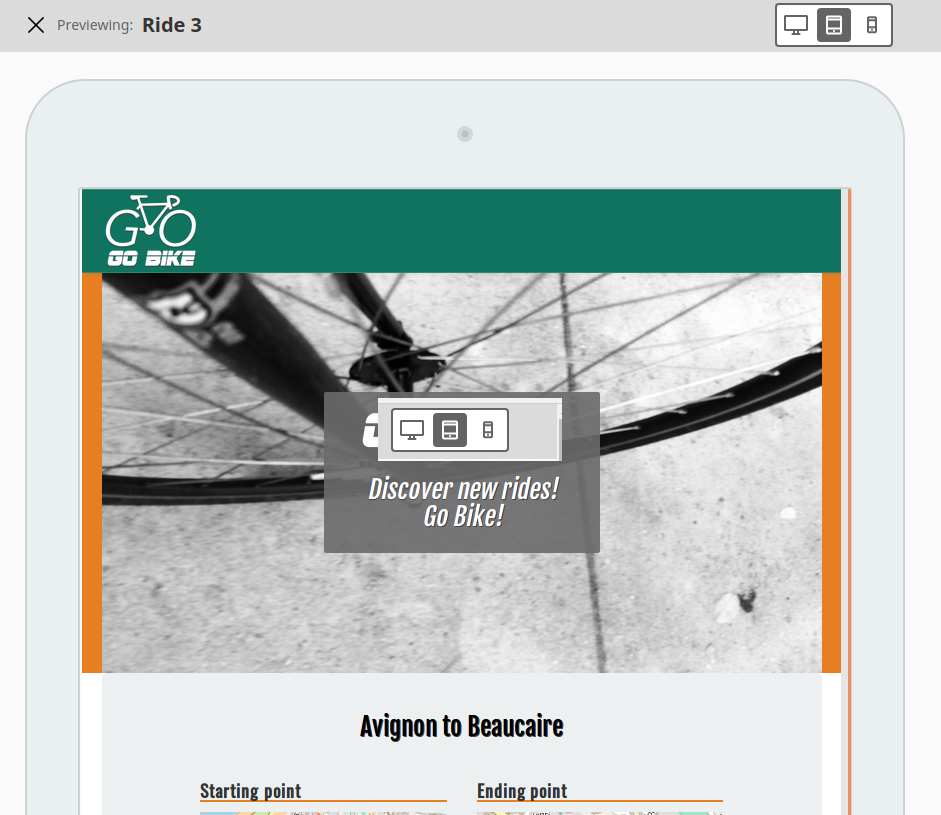 Previewing: Ride 3
GO BIKE
Discover new rides!
Go Bike!
Avignon to Beaucaire
Starting point
Ending point